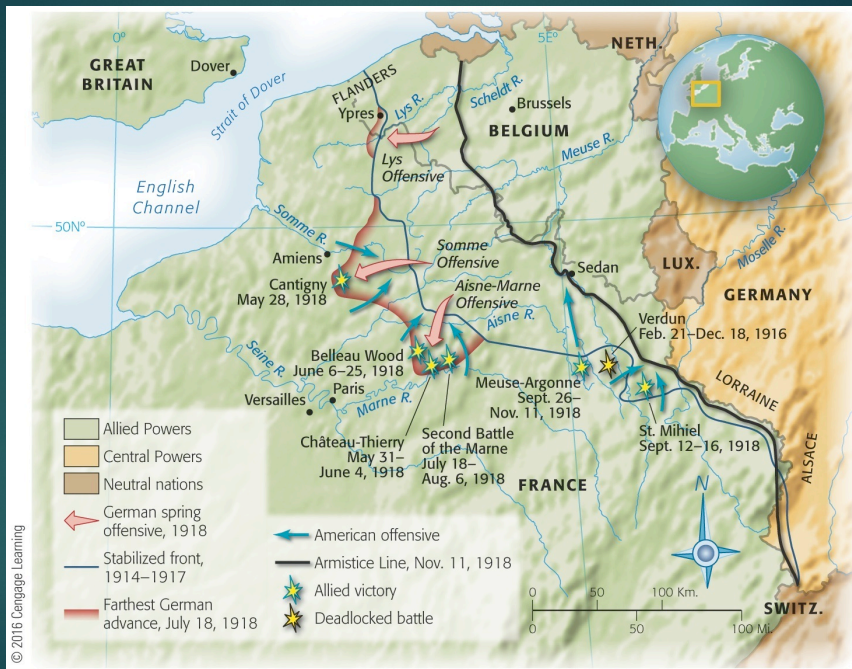 0°
5E°
NETH.
GREAT
BRITAIN
Dover
Strait of Dover
FLANDERS
Ypres
Lys R.
Scheldt R.
Brussels
BELGIUM
Lys
Offensive
Meuse R.
English
Channel
50N°
Somme R.
Amiens
Cantigny
May 28, 1918
Somme
Offensive
Aisne-Marne
Offensive
Aisne R.
Sedan
LUX.
Moselle R.
GERMANY
Verdun
Feb. 21–Dec. 18, 1916
Seine R.
Belleau Wood
June 6–25, 1918
Paris
Versailles
Marne R.
Meuse-Argonne
Sept. 26–
Nov. 11, 1918
LORRAINE
St. Mihiel
Sept. 12–16, 1918
Château-Thierry
May 31–
June 4, 1918
Second Battle
of the Marne
July 18–
Aug. 6, 1918
FRANCE
ALSACE
N
SWITZ.
Allied Powers
Central Powers
Neutral nations
German spring
offensive, 1918
Stabilized front,
1914–1917
Farthest German
advance, July 18, 1918
American offensive
Armistice Line, Nov. 11, 1918
Allied victory
Deadlocked battle
0 50 100 Km.
0 50 100 Mi.
© 2016 Cengage Learning